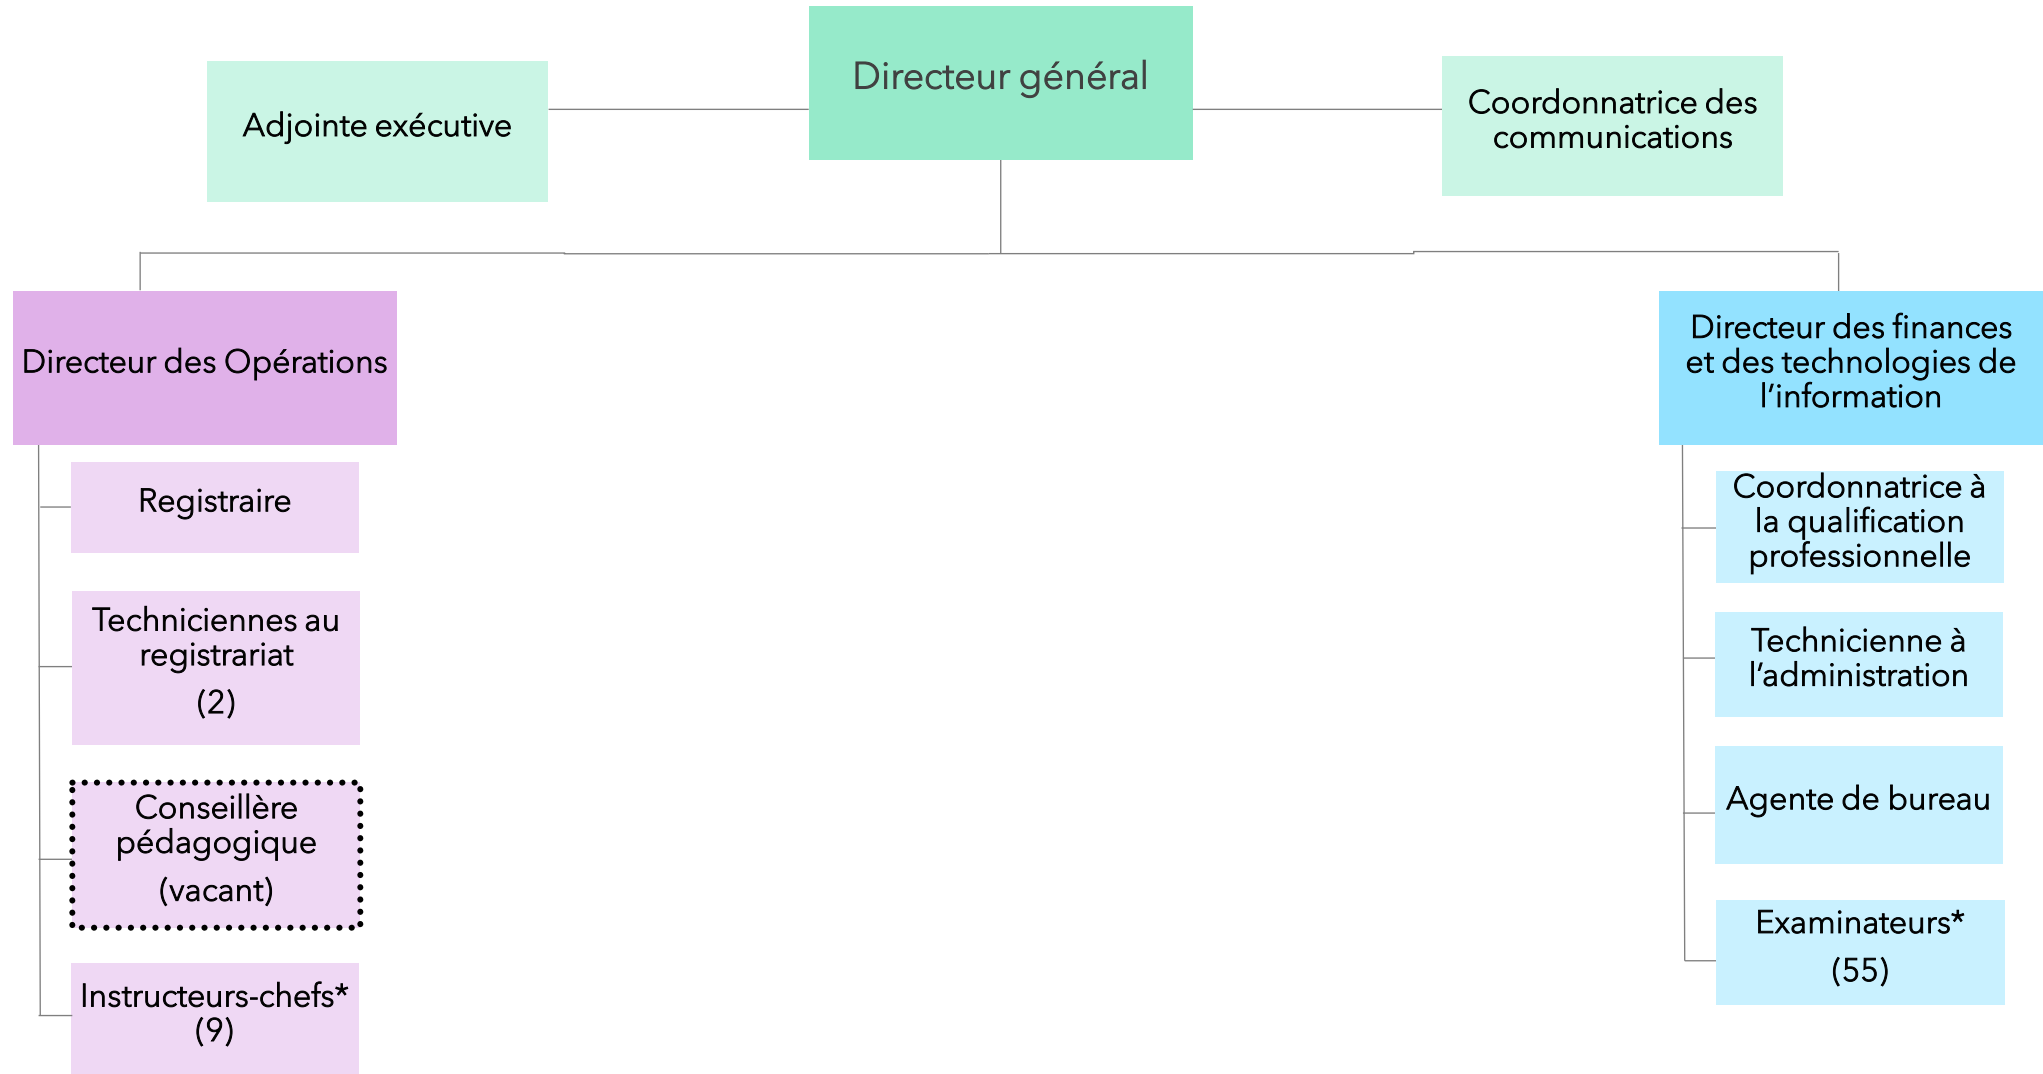 Directeur général
Adjointe exécutive
Coordonnatrice des
communications
Directeur des Opérations
Registraire
Techniciennes au
registrariat
(2)
Conseillère
pédagogique
(vacant)
Instructeurs-chefs*
(9)
Directeur des finances
et des technologies de
l’information
Coordonnatrice à
la qualification
professionnelle
Technicienne à
l’administration
Agente de bureau
Examinateurs*
(55)